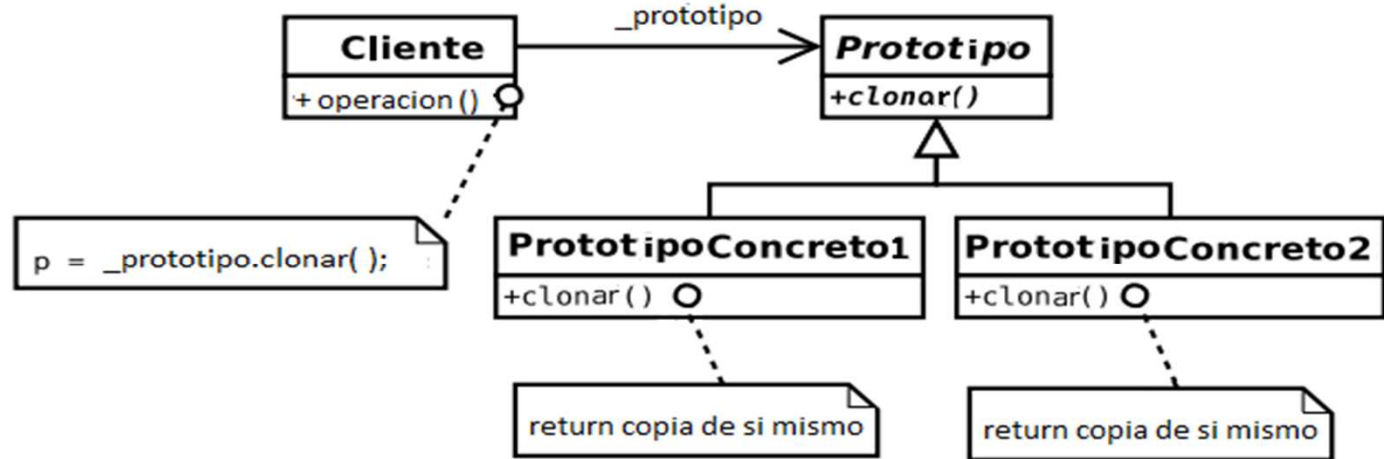 _prototipo
Cliente
Prototipo
+ operacion ()
+clonar()
p = _prototipo.clonar( );
PrototipoConcreto1
PrototipoConcreto2
+clonar()
+clonar()
return copia de si mismo
return copia de si mismo